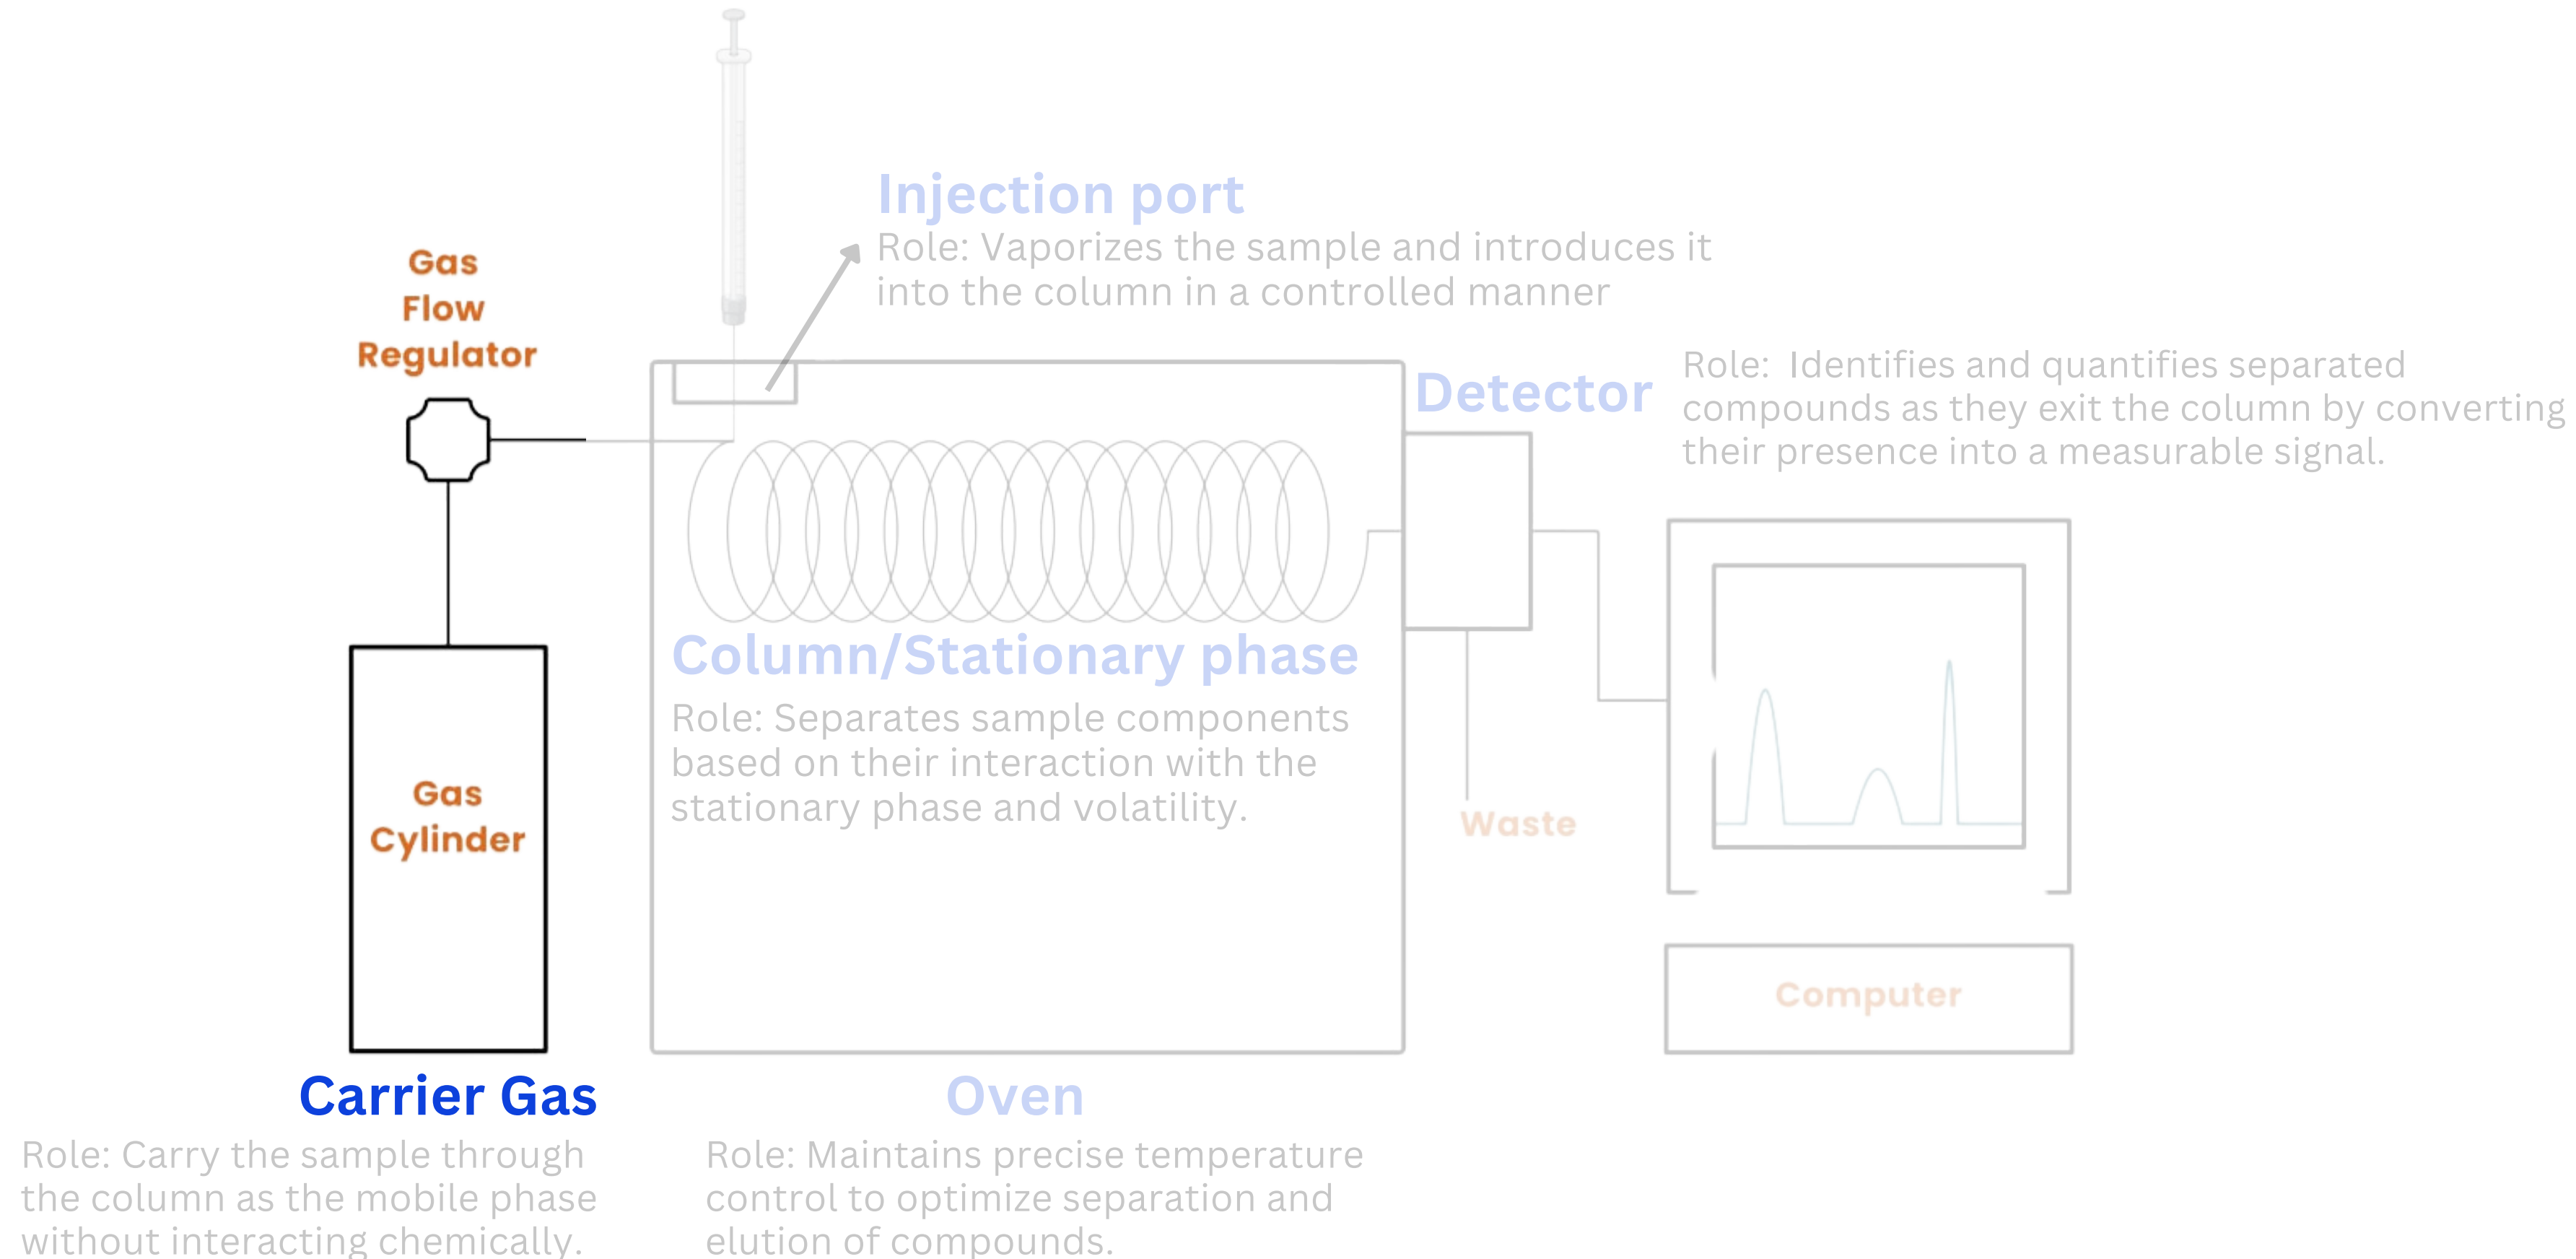 Injection port
Role: Vaporizes the sample and introduces it
into the column in a controlled manner
Gas
Flow
Regulator
Detector
Role:  Identifies and quantifies separated
compounds as they exit the column by converting
their presence into a measurable signal.
Column/Stationary phase
Role: Separates sample components
based on their interaction with the
stationary phase and volatility.
Gas
Cylinder
Waste
Computer
Carrier Gas
Role: Carry the sample through
the column as the mobile phase
without interacting chemically.
Oven
Role: Maintains precise temperature
control to optimize separation and
elution of compounds.